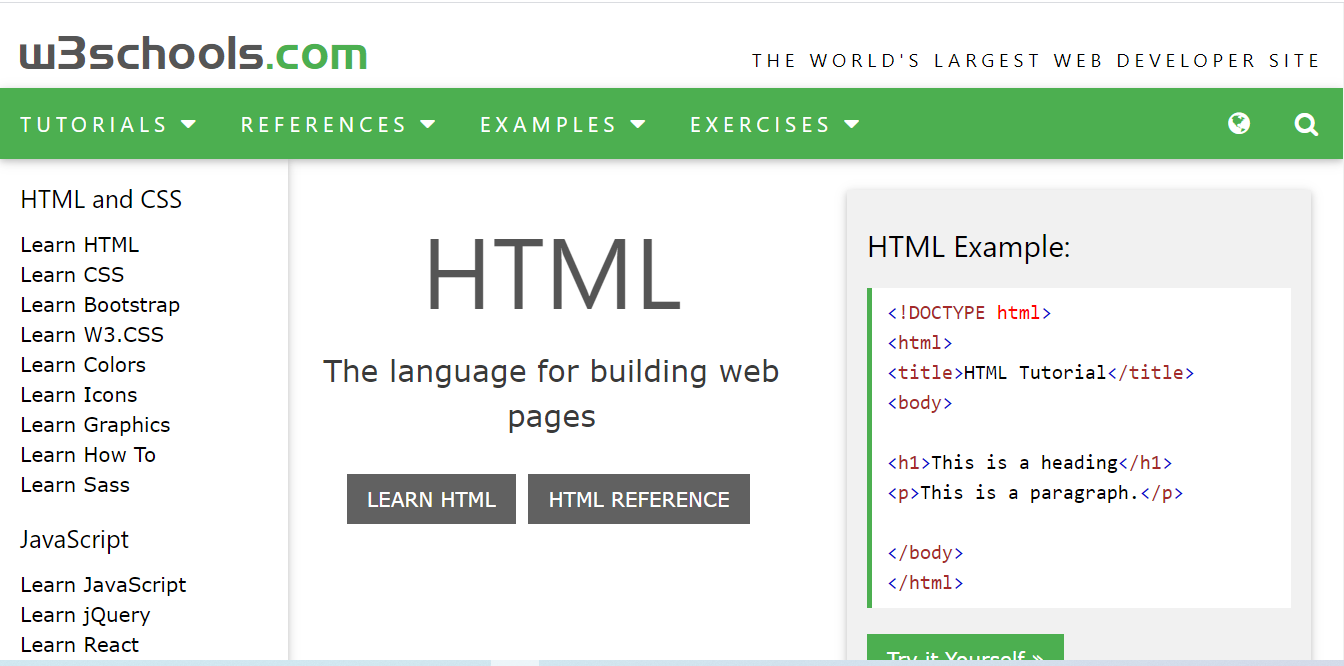 w3schools.com
THE WORLD'S LARGEST WEB DEVELOPER SITE
TUTORIALS REFERENCES EXAMPLES EXERCISES
HTML and CSS
Learn HTML
Learn CSS
Learn Bootstrap
Learn W3.CSS
Learn Colors
Learn Icons
Learn Graphics
Learn How To
Learn Sass
JavaScript
Learn JavaScript
Learn jQuery
Learn React
HTML
The language for building web
pages
LEARN HTML
HTML REFERENCE
HTML Example:
<!DOCTYPE html>
<html>
<title>HTML Tutorial</title>
<body>
<h1>This is a heading</h1>
<p>This is a paragraph.</p>
</body>
</html>
Try it Yourself »